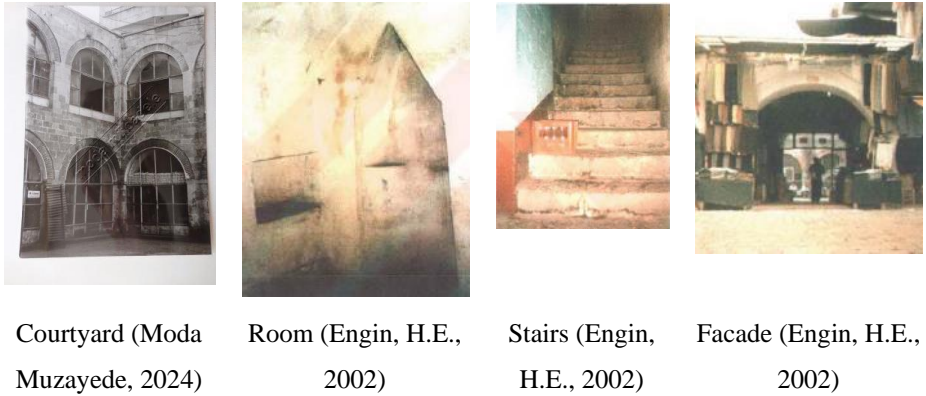 Courtyard (Moda
Muzayede, 2024)
Room (Engin, H.E.,
2002)
Stairs (Engin,
H.E., 2002)
Facade (Engin, H.E.,
2002)